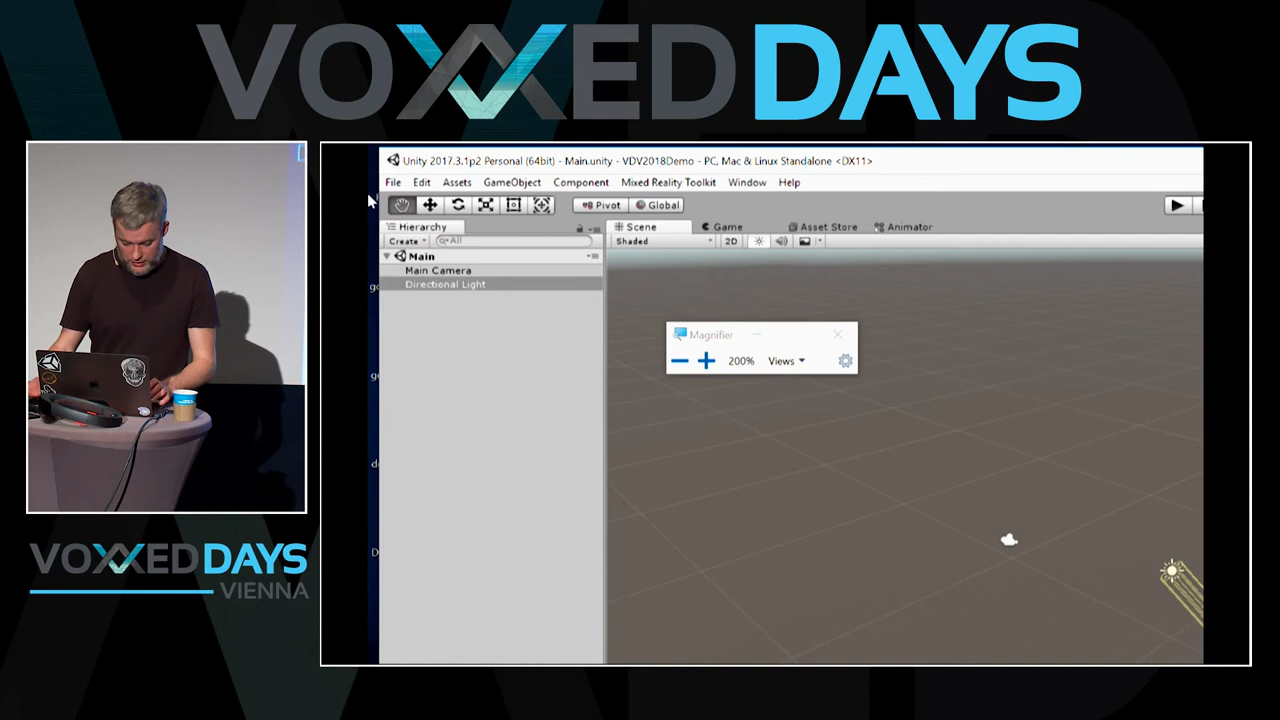 VOXXED DAYS
Unity 2017.3.1p2 Personal (64bit) - Main.unity - VDV2018Demo - PC, Mac & Linux Standalone <DX11>
File Edit Assets GameObject Component Mixed Reality Toolkit Window Help
Pivot Global
Hierarchy
Scene Game Asset Store Animator
Create All
Shaded 2D
Main
Main Camera
Directional Light
Magnifier
200% Views
VOXXED DAYS
VIENNA